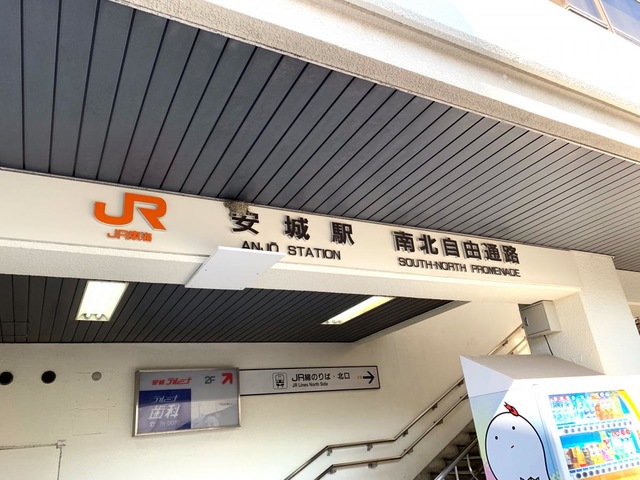 JR
JR東海
安城駅
ANJŌ STATION
南北自由通路
SOUTH-NORTH PROMENADE
2F
歯科
JR線のりば・北口
JR Lines North Side